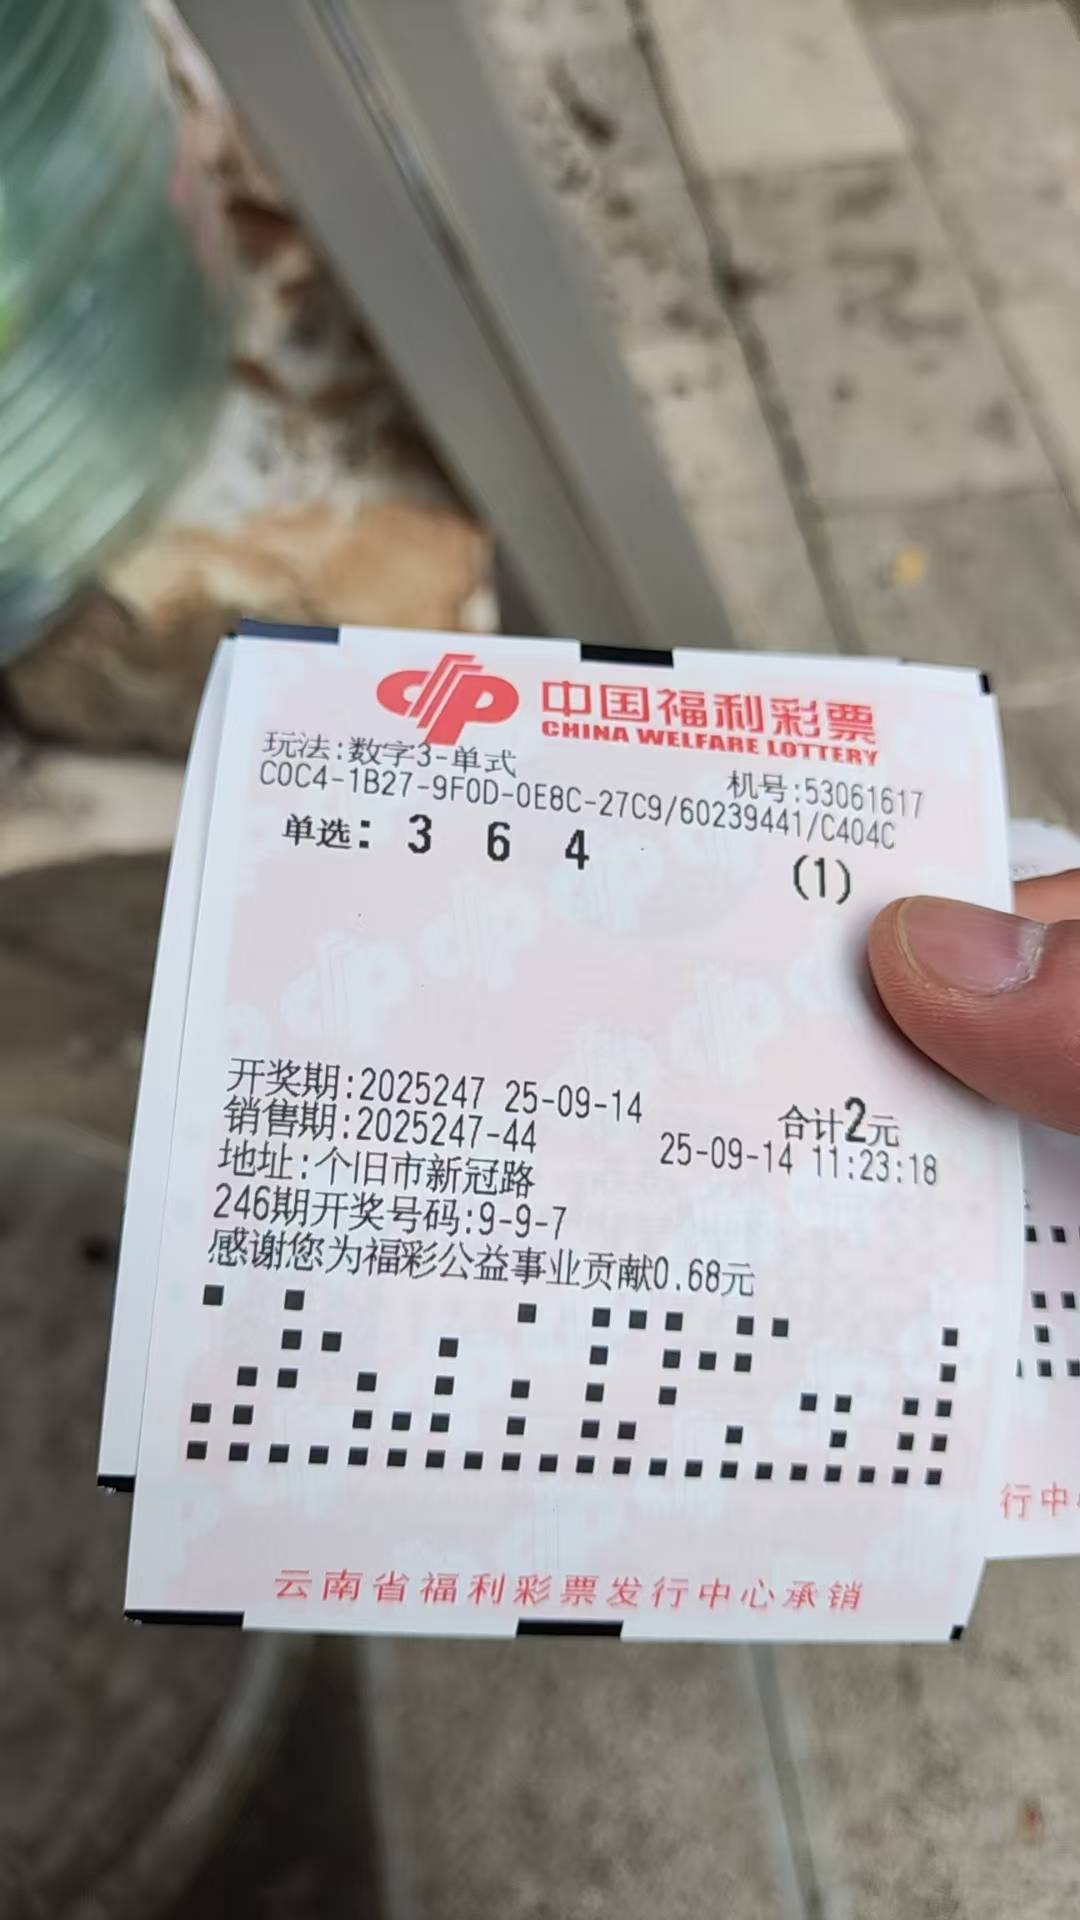 中国福利彩票
CHINA WELFARE LOTTERY
玩法:数字3-单式
机号:53061617
C0C4-1B27-9F0D-0E8C-27C9/60239441/C404C
单选: 3 6 4 (1)
开奖期:2025247 25-09-14
合计2元
销售期:2025247-44
25-09-14 11:23:18
地址:个旧市新冠路
246期开奖号码:9-9-7
感谢您为福彩公益事业贡献0.68元
云南省福利彩票发行中心承销
行中